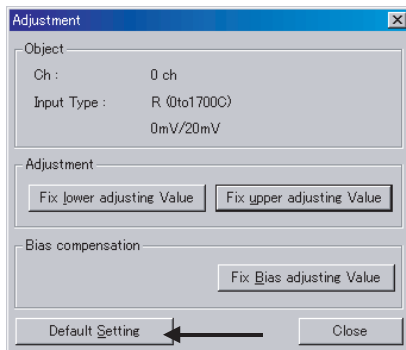 Adjustment
Object
Ch : 0 ch
Input Type : R (0to1700C)
0mV/20mV
Adjustment
Fix lower adjusting Value Fix upper adjusting Value
Bias compensation
Fix Bias adjusting Value
Default Setting Close